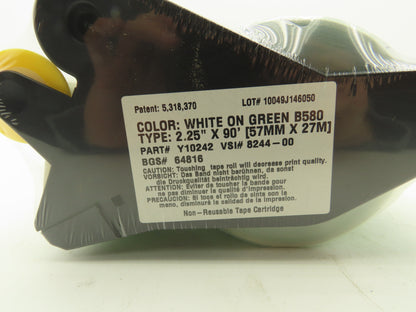 Patent: 5,318,370 LOT# 10049J146050
COLOR: WHITE ON GREEN B580
TYPE: 2.25" X 90' [57MM X 27M]
PART# Y10242 VSI# 8244-00
BGS# 64816
CAUTION: Touching tape roll will decrease print quality.
VORSICHT: Das Band nicht berühren, da sonst
die Druckqualität beinträchtig wird.
ATTENTION: Eviter de toucher la bande pour
ne pas diminuer la qualité d'impression.
PRECAUCION: Si toca el rollo de cinta con la
mano, disminuirá la calidad de la impresión.
Non-Reusable Tape Cartridge